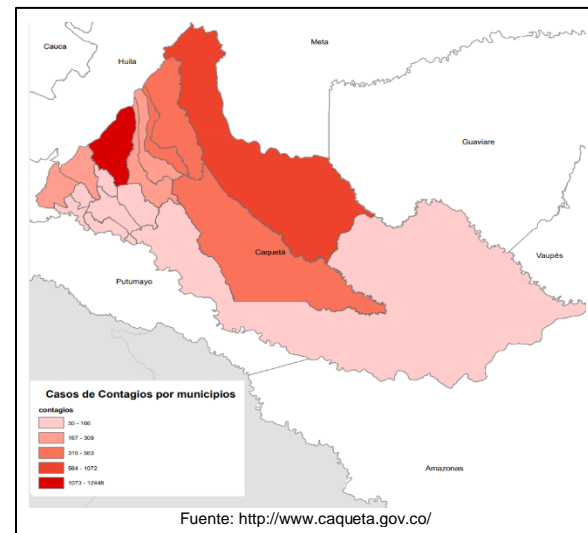 Cauca
Huila
Meta
Guaviare
Vaupés
Caquetá
Putumayo
Amazonas
Casos de Contagios por municipios
contagios
50 - 166
167 - 309
310 - 563
564 - 1072
1073 - 12446
Fuente: http://www.caqueta.gov.co/